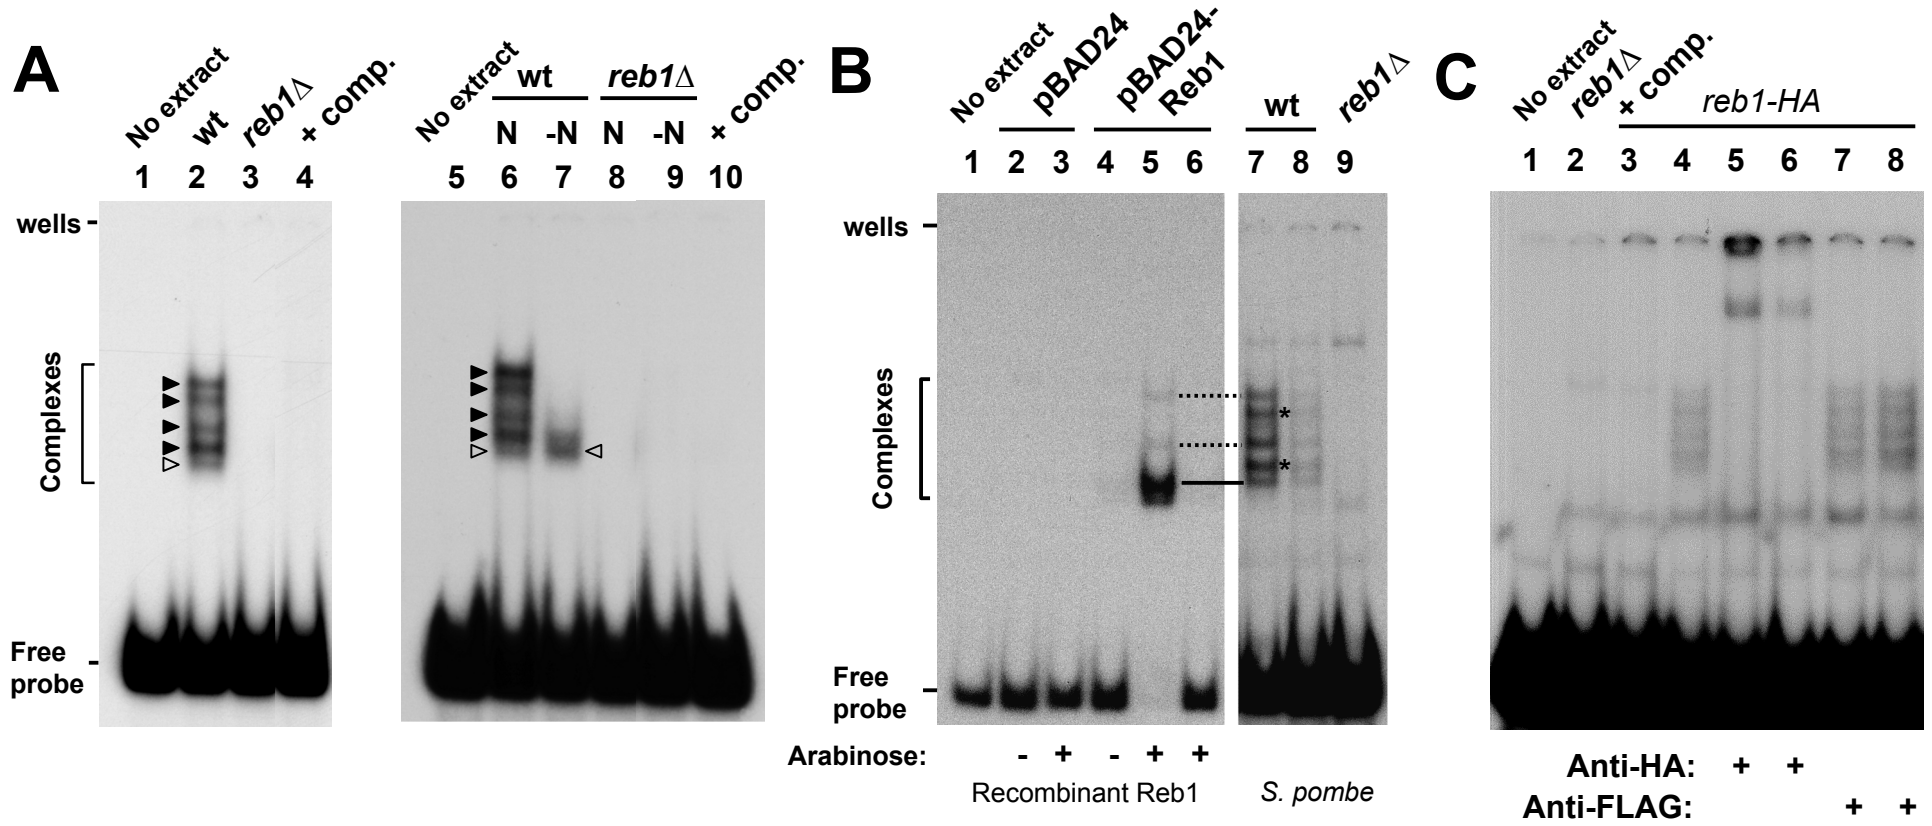 A
No extract
wt
reb1Δ
+ comp.
1 2 3 4
No extract
wt
reb1Δ
+ comp.
N -N N -N
5 6 7 8 9 10
wells
Complexes
Free
probe
B
No extract
pBAD24
pBAD24-
Reb1
wt
reb1Δ
1 2 3 4 5 6 7 8 9
wells
Complexes
*
*
Free
probe
Arabinose: - + - + +
Recombinant Reb1
S. pombe
C
No extract
reb1Δ
+ comp.
reb1-HA
1 2 3 4 5 6 7 8
Anti-HA: + +
Anti-FLAG: + +